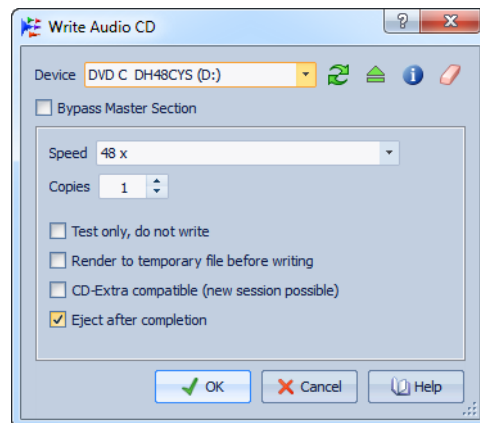 Write Audio CD
Device DVD C DH48CYS (D:)
Bypass Master Section
Speed 48 x
Copies 1
Test only, do not write
Render to temporary file before writing
CD-Extra compatible (new session possible)
Eject after completion
OK Cancel Help